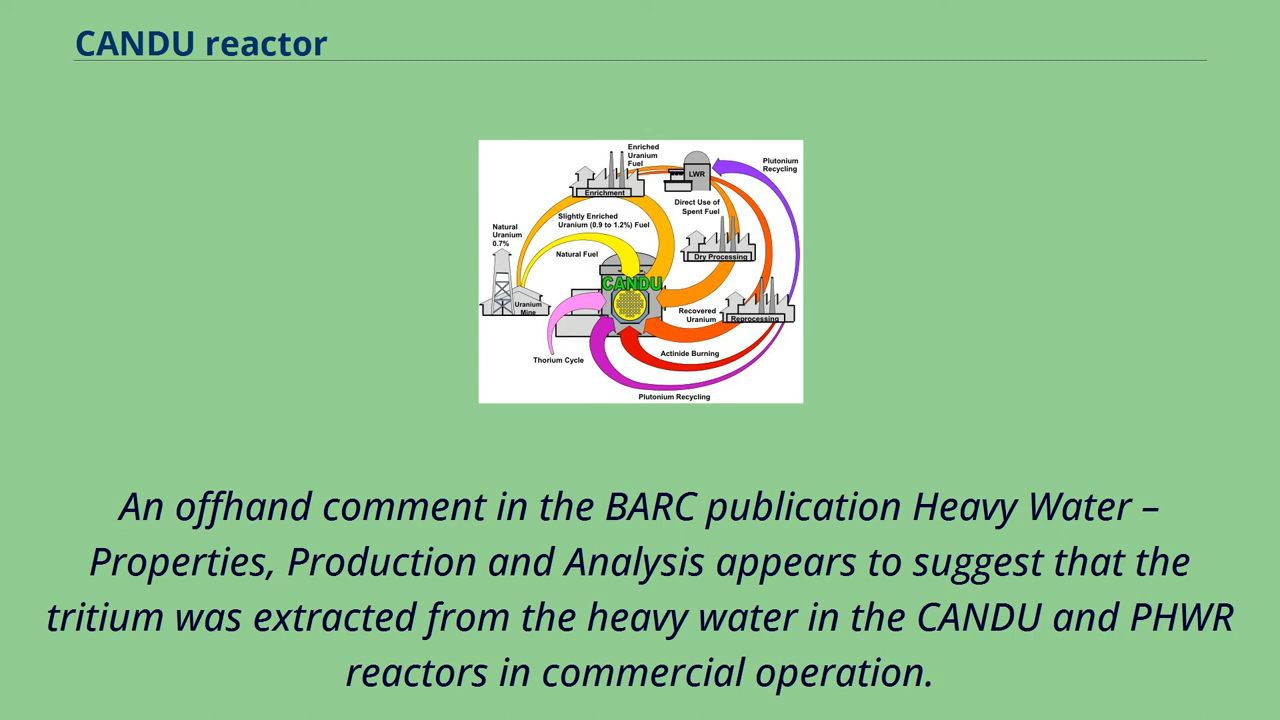 CANDU reactor
Enriched
Uranium
Fuel
Plutonium
Recycling
LWR
Enrichment
Direct Use of
Spent Fuel
Slightly Enriched
Uranium (0.9 to 1.2%) Fuel
Natural
Uranium
0.7%
Natural Fuel
Dry Processing
CANDU
Uranium
Mine
Recovered
Uranium
Reprocessing
Actinide Burning
Thorium Cycle
Plutonium Recycling
An offhand comment in the BARC publication Heavy Water –
Properties, Production and Analysis appears to suggest that the
tritium was extracted from the heavy water in the CANDU and PHWR
reactors in commercial operation.